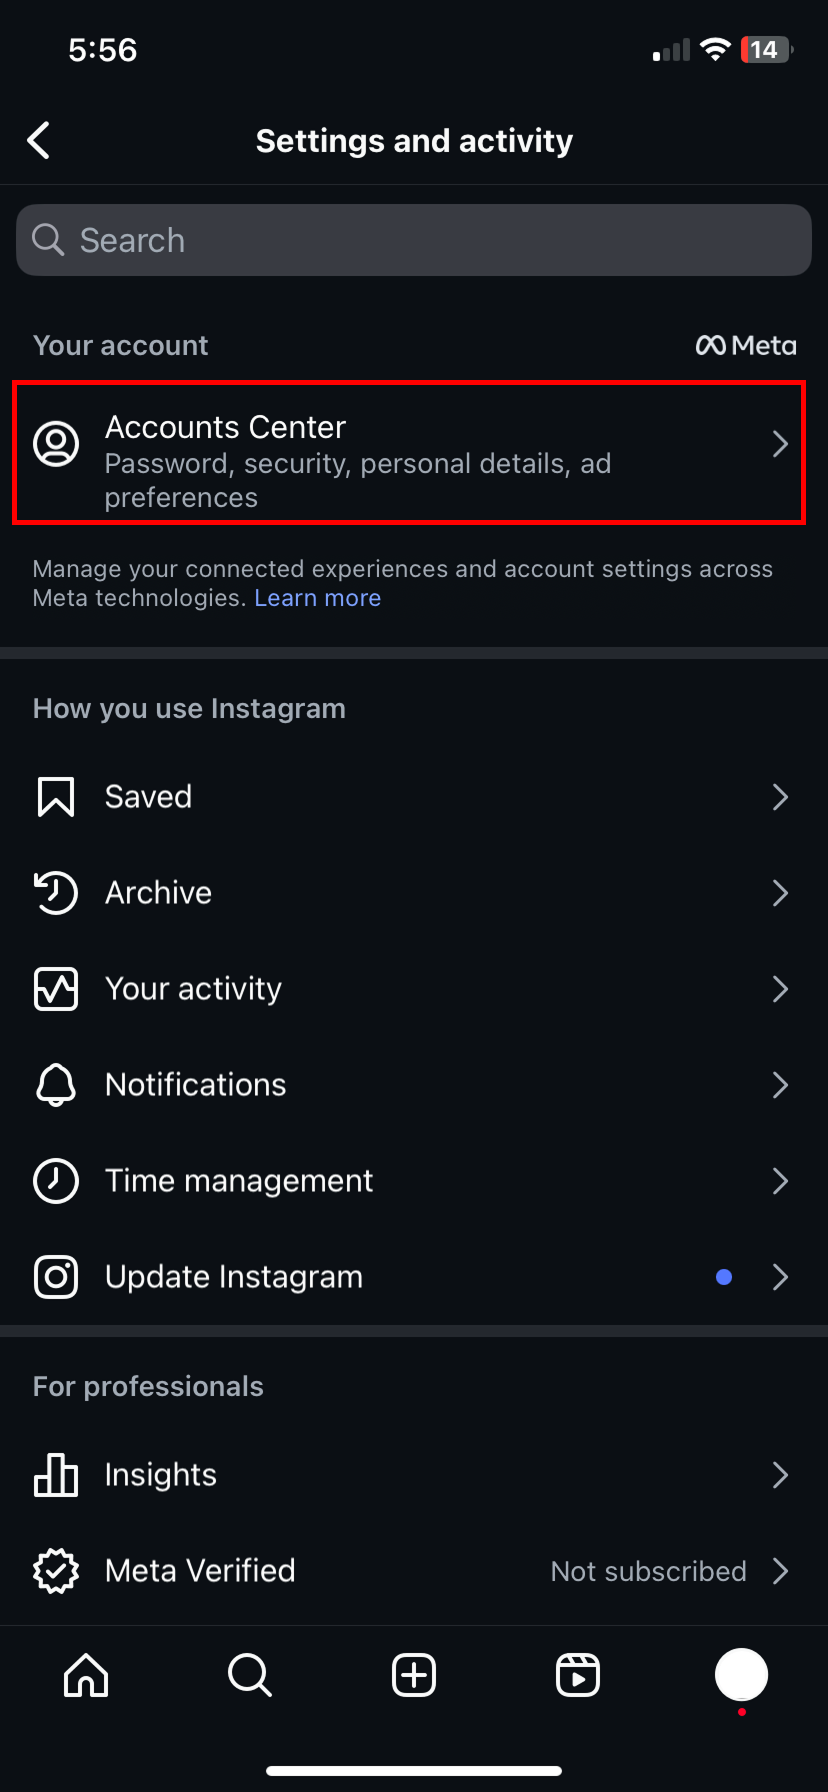 5:56
14
Settings and activity
Search
Your account
Meta
Accounts Center
Password, security, personal details, ad
preferences
Manage your connected experiences and account settings across
Meta technologies. Learn more
How you use Instagram
Saved
Archive
Your activity
Notifications
Time management
Update Instagram
For professionals
Insights
Meta Verified
Not subscribed